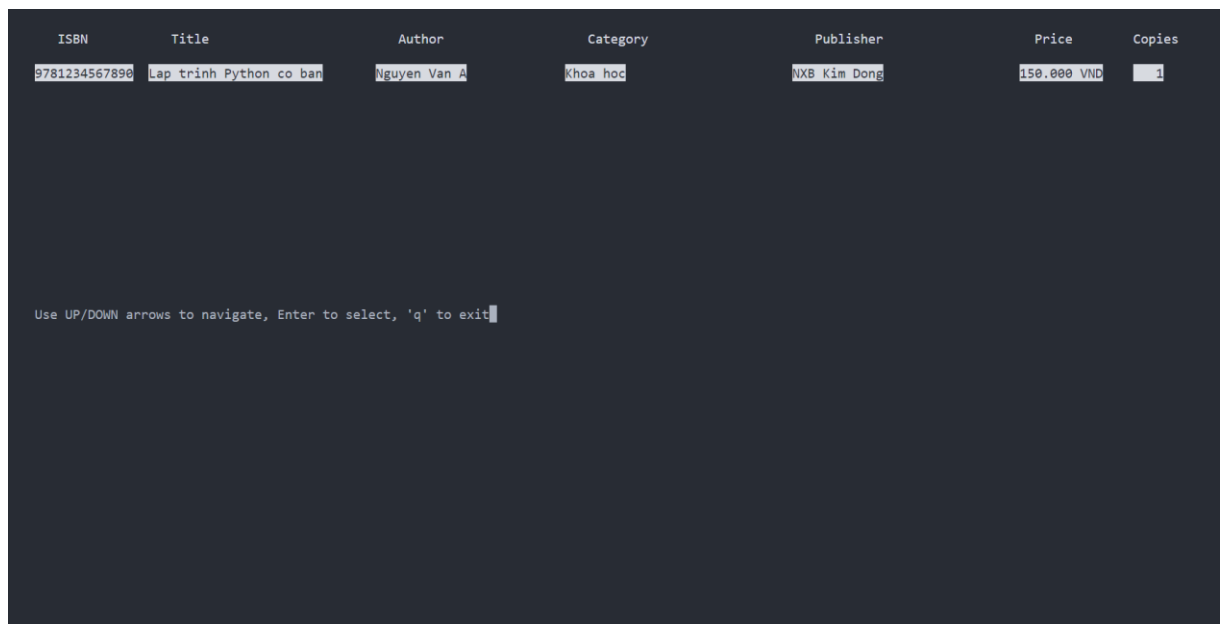 ISBN Title Author Category Publisher Price Copies
9781234567890 Lap trinh Python co ban Nguyen Van A Khoa hoc NXB Kim Dong 150.000 VND 1
Use UP/DOWN arrows to navigate, Enter to select, 'q' to exit